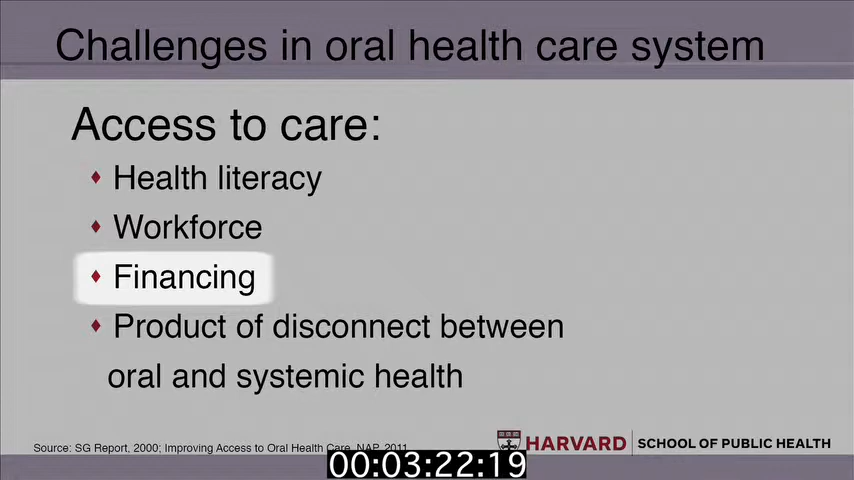 Challenges in oral health care system
Access to care:
♦ Health literacy
♦ Workforce
♦ Financing
♦ Product of disconnect between
oral and systemic health
Source: SG Report, 2000; Improving Access to Oral Health Care, NAP, 2011
HARVARD SCHOOL OF PUBLIC HEALTH
00:03:22:19